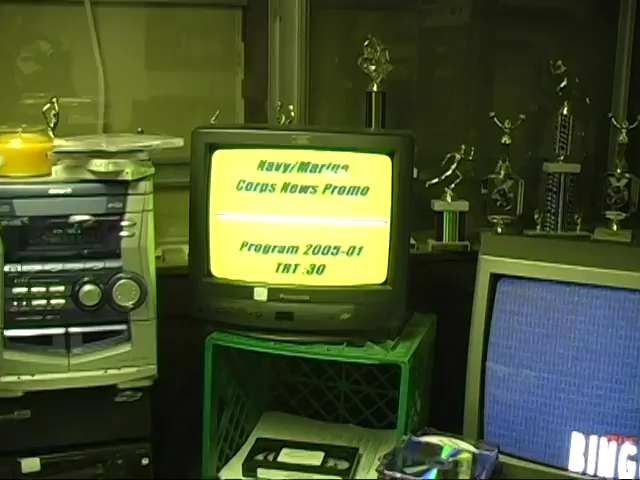 Navy/Marine
Corps News Promo
Program 2005-01
TRT :30
Panasonic
BING